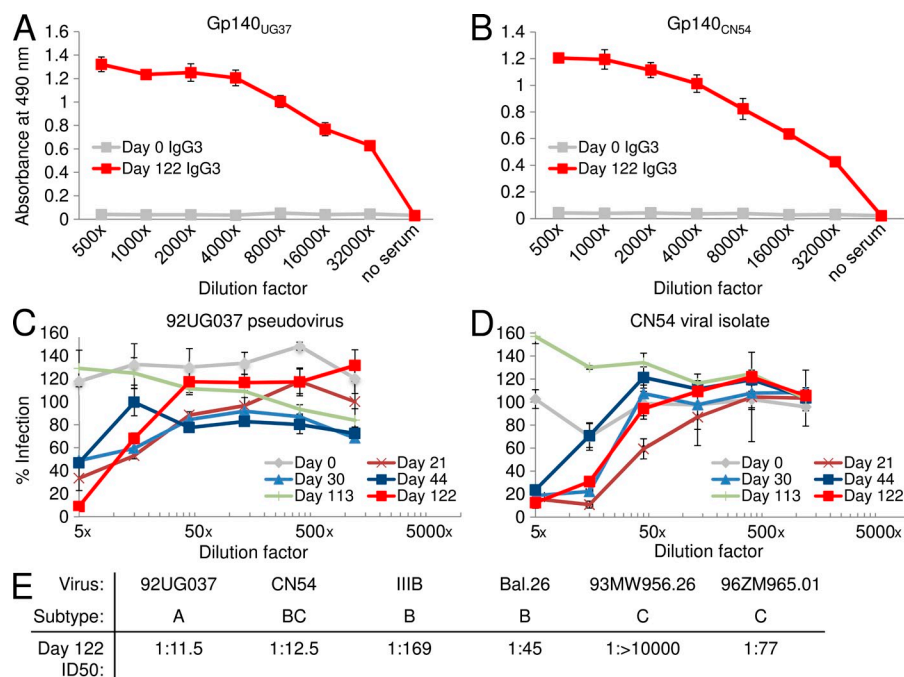 A
Gp140UG37
Absorbance at 490 nm
1.6
1.4
1.2
1
0.8
0.6
0.4
0.2
0
Day 0 IgG3
Day 122 IgG3
500x 1000x 2000x 4000x 8000x 16000x 32000x no serum
Dilution factor
B
Gp140CN54
1.4
1.2
1
0.8
0.6
0.4
0.2
0
Day 0 IgG3
Day 122 IgG3
500x 1000x 2000x 4000x 8000x 16000x 32000x no serum
Dilution factor
C
92UG037 pseudovirus
% Infection
160
140
120
100
80
60
40
20
0
Day 0 Day 21
Day 30 Day 44
Day 113 Day 122
5x 50x 500x 5000x
Dilution factor
D
CN54 viral isolate
160
140
120
100
80
60
40
20
0
Day 0 Day 21
Day 30 Day 44
Day 113 Day 122
5x 50x 500x 5000x
Dilution factor
E
Virus: 92UG037 CN54 IIIB Bal.26 93MW956.26 96ZM965.01
Subtype: A BC B B C C
Day 122 1:11.5 1:12.5 1:169 1:45 1:>10000 1:77
ID50: